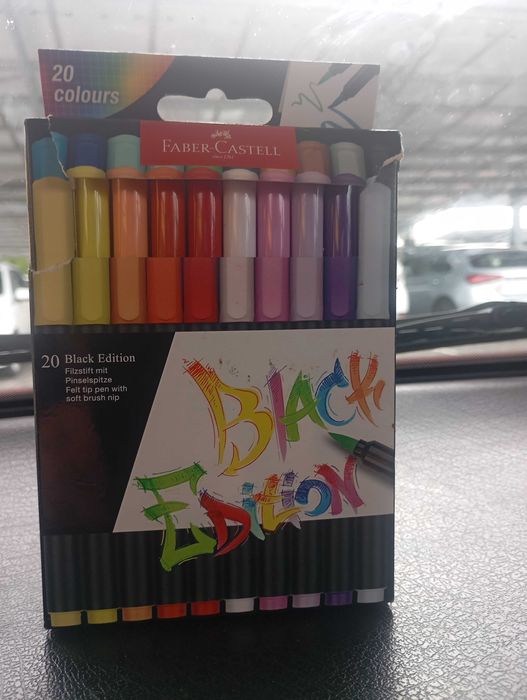 20
colours
FABER-CASTELL
since 1761
20 Black Edition
Filzstift mit
Pinselspitze
Felt tip pen with
soft brush nip
BLACK
EDITION